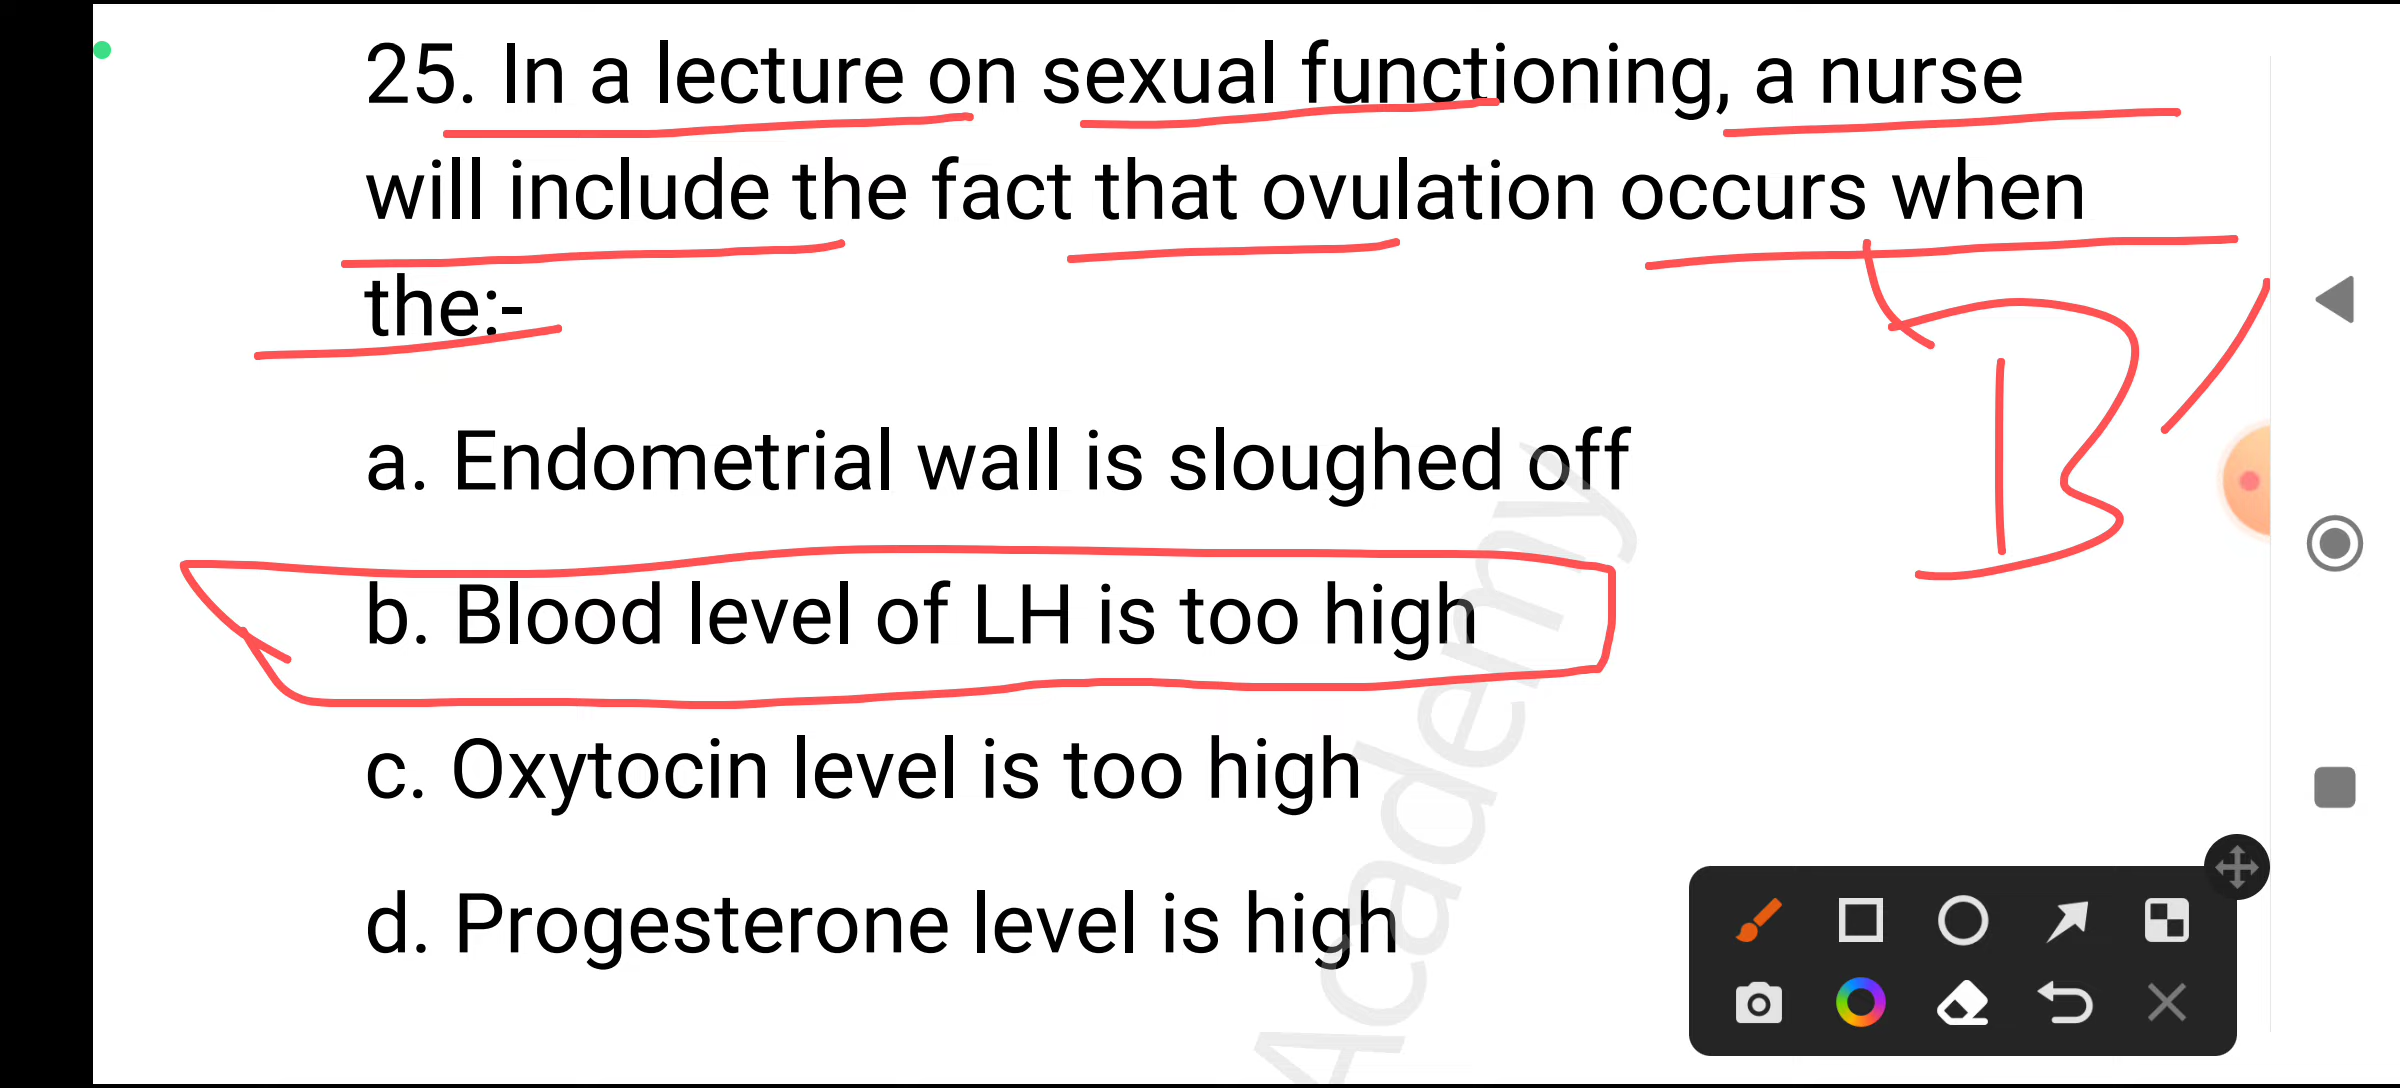 25. In a lecture on sexual functioning, a nurse
will include the fact that ovulation occurs when
the:-
B
a. Endometrial wall is sloughed off
b. Blood level of LH is too high
c. Oxytocin level is too high
d. Progesterone level is high
Academy